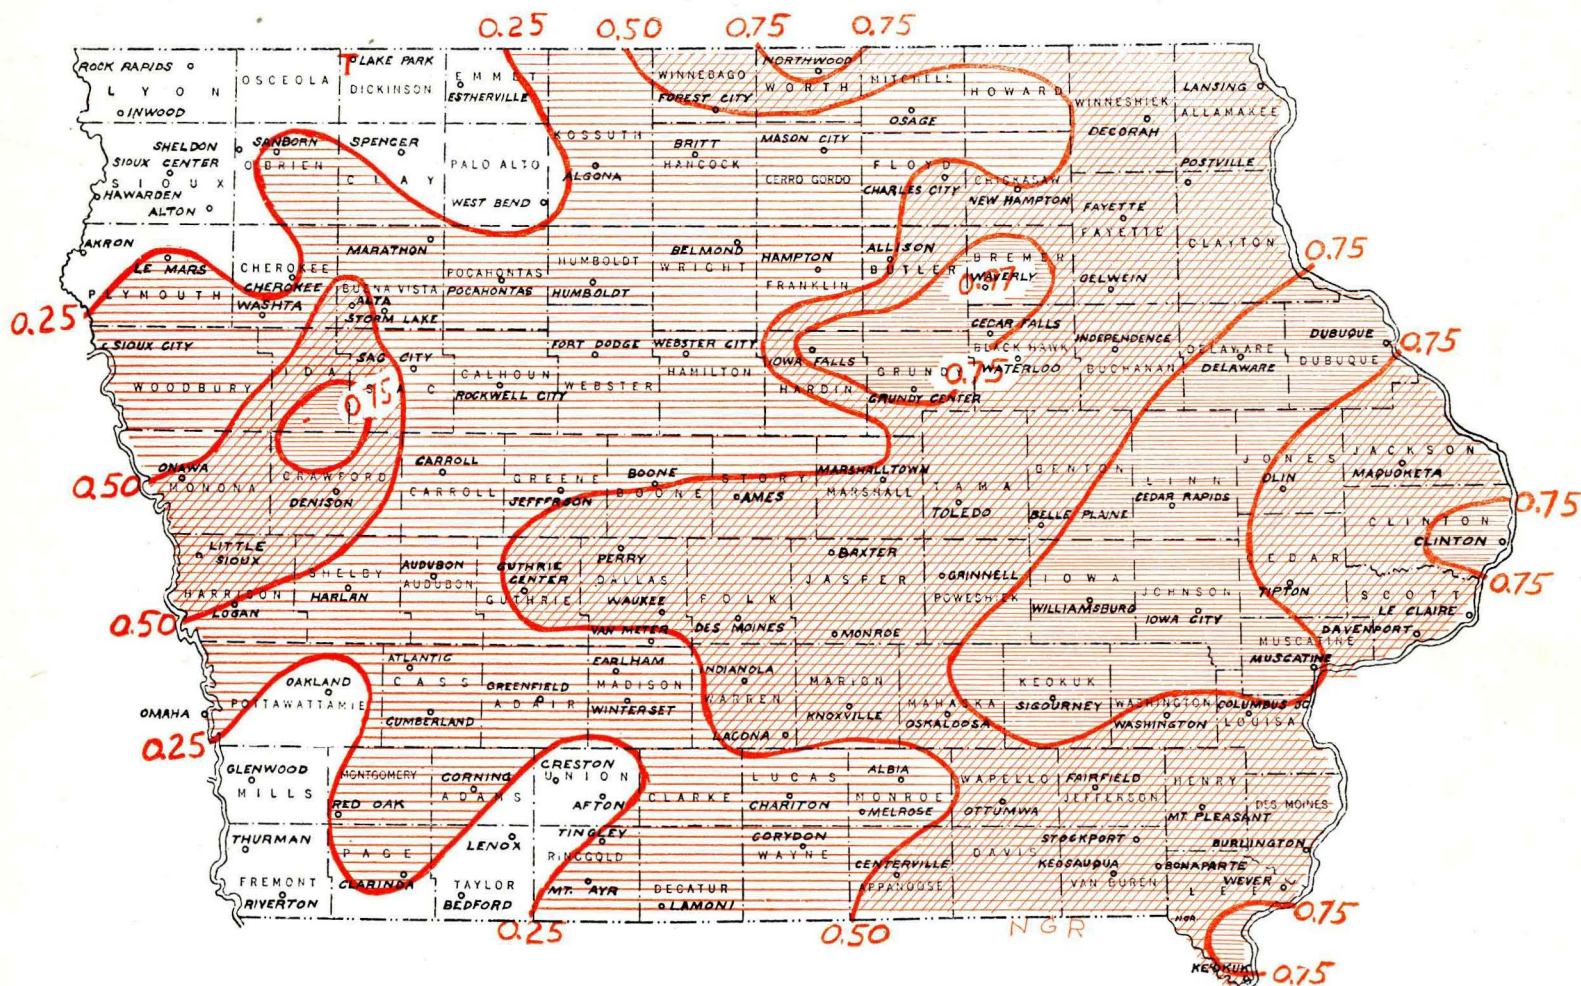 0.25 0.50 0.75 0.75
ROCK RAPIDS
LYON
INWOOD
OSCEOLA
T
LAKE PARK
DICKINSON
EMMET
ESTHERVILLE
WINNEBAGO
FOREST CITY
NORTHWOOD
WORTH
MITCHELL
OSAGE
HOWARD
WINNESHIEK
DECORAH
LANSING
ALLAMAKEE
SHELDON
SIOUX CENTER
SIOUX
HAWARDEN
ALTON
SANBORN
O'BRIEN
SPENCER
CLAY
PALO ALTO
WEST BEND
KOSSUTH
ALGONA
BRITT
HANCOCK
MASON CITY
CERRO GORDO
FLOYD
CHARLES CITY
CHICKASAW
NEW HAMPTON
FAYETTE
FAYETTE
POSTVILLE
CLAYTON
AKRON
LE MARS
PLYMOUTH
0.25
CHEROKEE
CHEROKEE
WASHTA
MARATHON
BUENA VISTA
ALTA
STORM LAKE
POCAHONTAS
POCAHONTAS
HUMBOLDT
HUMBOLDT
BELMOND
WRIGHT
HAMPTON
FRANKLIN
ALLISON
BUTLER
BREMER
WAVERLY
OELWEIN
0.75
SIOUX CITY
WOODBURY
IDA
SAC CITY
SAC
0.75
CALHOUN
ROCKWELL CITY
FORT DODGE
WEBSTER
WEBSTER CITY
HAMILTON
IOWA FALLS
HARDIN
GRUNDY
GRUNDY CENTER
CEDAR FALLS
BLACK HAWK
WATERLOO
0.75
INDEPENDENCE
BUCHANAN
DELAWARE
DELAWARE
DUBUQUE
DUBUQUE
0.75
ONAWA
0.50
MONONA
CRAWFORD
DENISON
CARROLL
CARROLL
GREENE
JEFFERSON
BOONE
BOONE
STORY
AMES
MARSHALLTOWN
MARSHALL
TAMA
TOLEDO
BENTON
BELLE PLAINE
LINN
CEDAR RAPIDS
JONES
OLIN
JACKSON
MAQUOKETA
CLINTON
CLINTON
0.75
LITTLE
SIOUX
HARRISON
LOGAN
0.50
SHELBY
HARLAN
AUDUBON
AUDUBON
GUTHRIE
CENTER
GUTHRIE
PERRY
DALLAS
WAUKEE
VAN METER
POLK
DES MOINES
BAXTER
JASPER
MONROE
GRINNELL
POWESHIEK
IOWA
WILLIAMSBURG
JOHNSON
IOWA CITY
CEDAR
TIPTON
SCOTT
0.75
LE CLAIRE
DAVENPORT
MUSCATINE
MUSCATINE
OMAHA
OAKLAND
POTTAWATTAMIE
0.25
ATLANTIC
CASS
CUMBERLAND
GREENFIELD
ADAIR
EARLHAM
MADISON
WINTERSET
INDIANOLA
WARREN
LACONA
MARION
KNOXVILLE
MAHASKA
OSKALOOSA
KEOKUK
SIGOURNEY
WASHINGTON
WASHINGTON
COLUMBUS JC
LOUISA
GLENWOOD
MILLS
MONTGOMERY
RED OAK
CORNING
ADAMS
CRESTON
UNION
AFTON
CLARKE
LUCAS
CHARITON
ALBIA
MONROE
MELROSE
WAPELLO
OTTUMWA
FAIRFIELD
JEFFERSON
HENRY
MT. PLEASANT
DES MOINES
BURLINGTON
THURMAN
FREMONT
RIVERTON
PAGE
CLARINDA
LENOX
TAYLOR
BEDFORD
TINGLEY
RINGGOLD
MT. AYR
DECATUR
LAMONI
CORYDON
WAYNE
CENTERVILLE
APPANOOSE
DAVIS
STOCKPORT
KEOSAUQUA
VAN BUREN
BONAPARTE
WEVER
LEE
0.75
0.25
0.50
NGR
KEOKUK
0.75